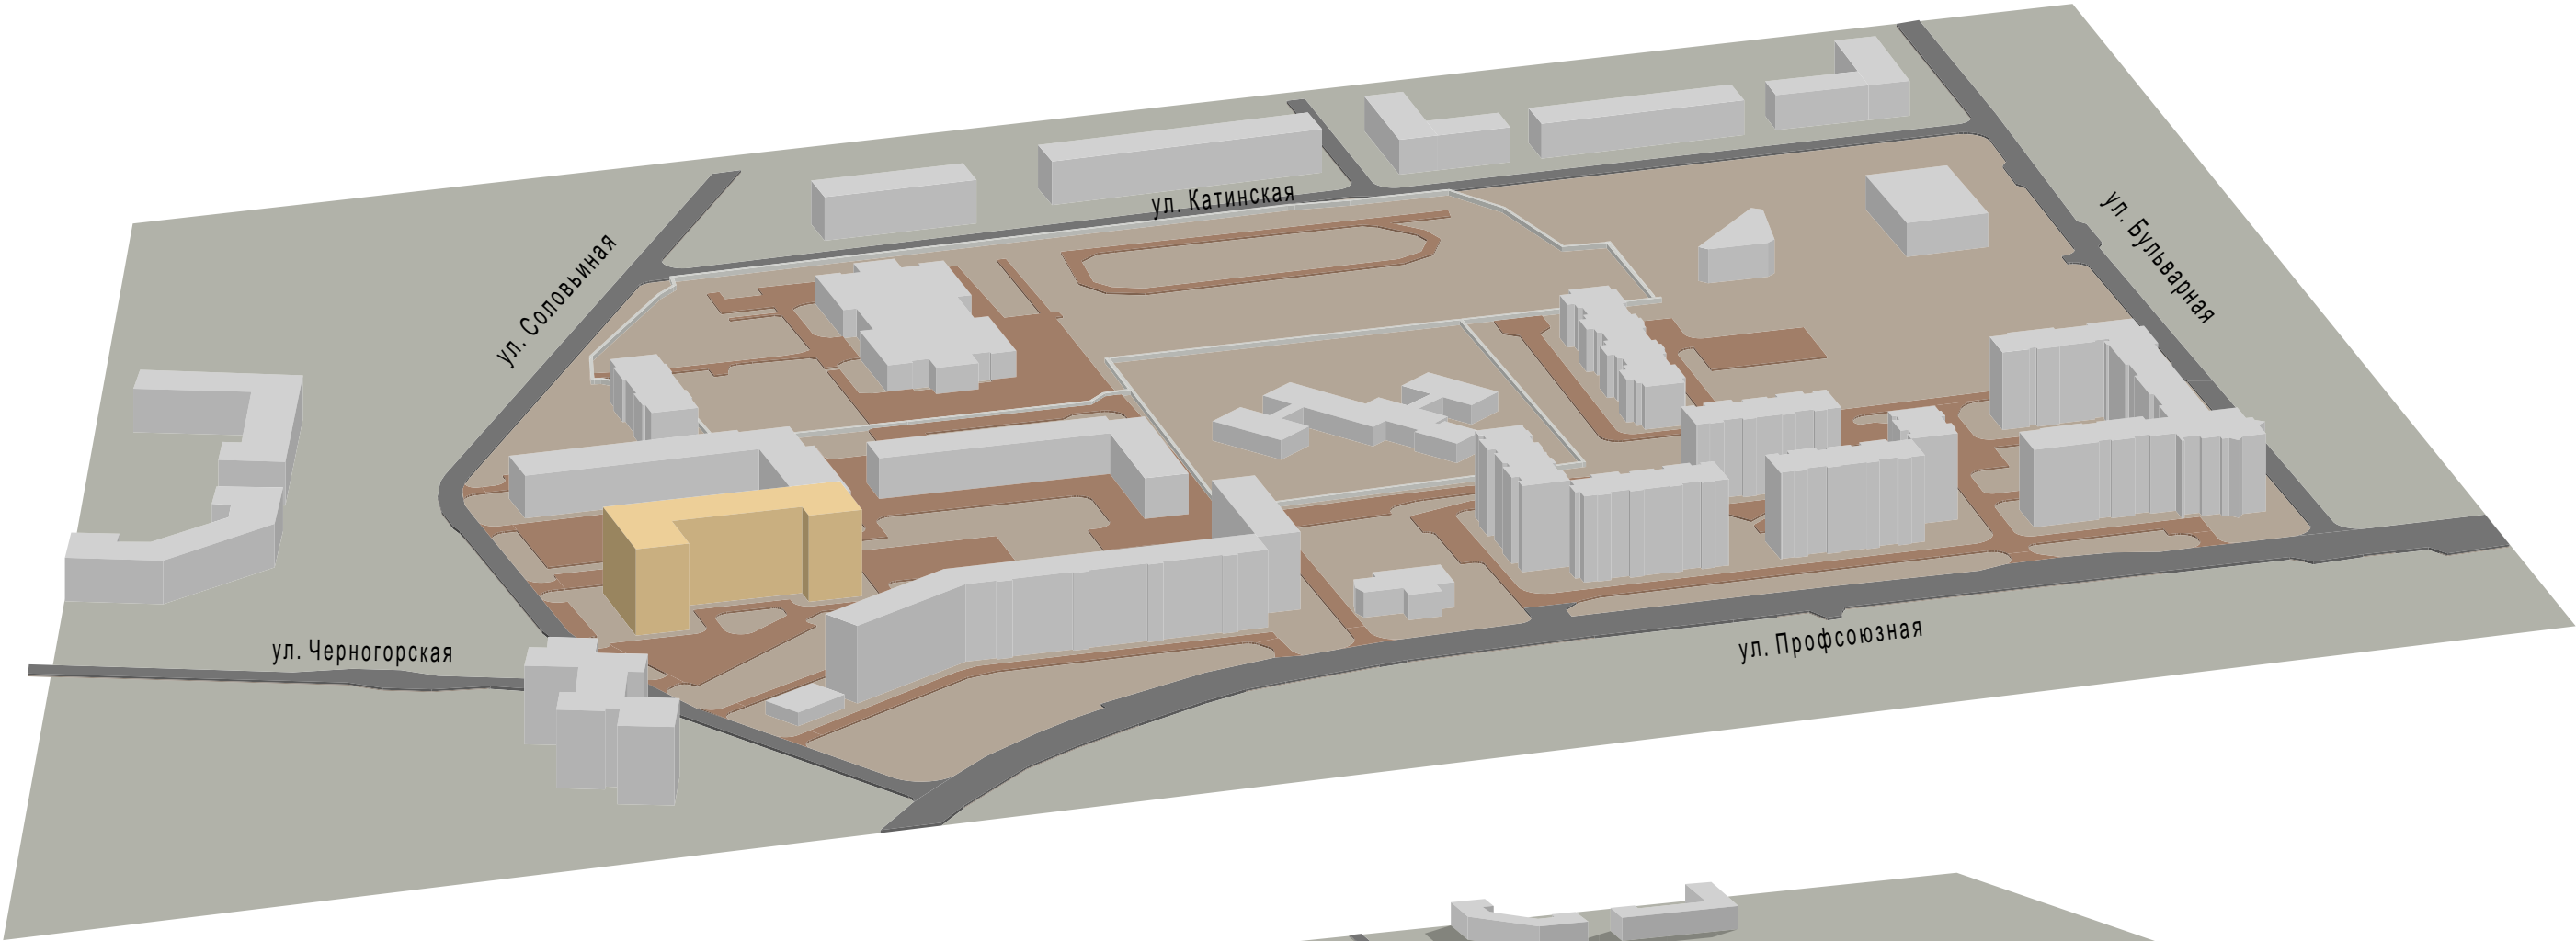 ул. Катинская
ул. Соловьиная
ул. Бульварная
ул. Черногорская
ул. Профсоюзная